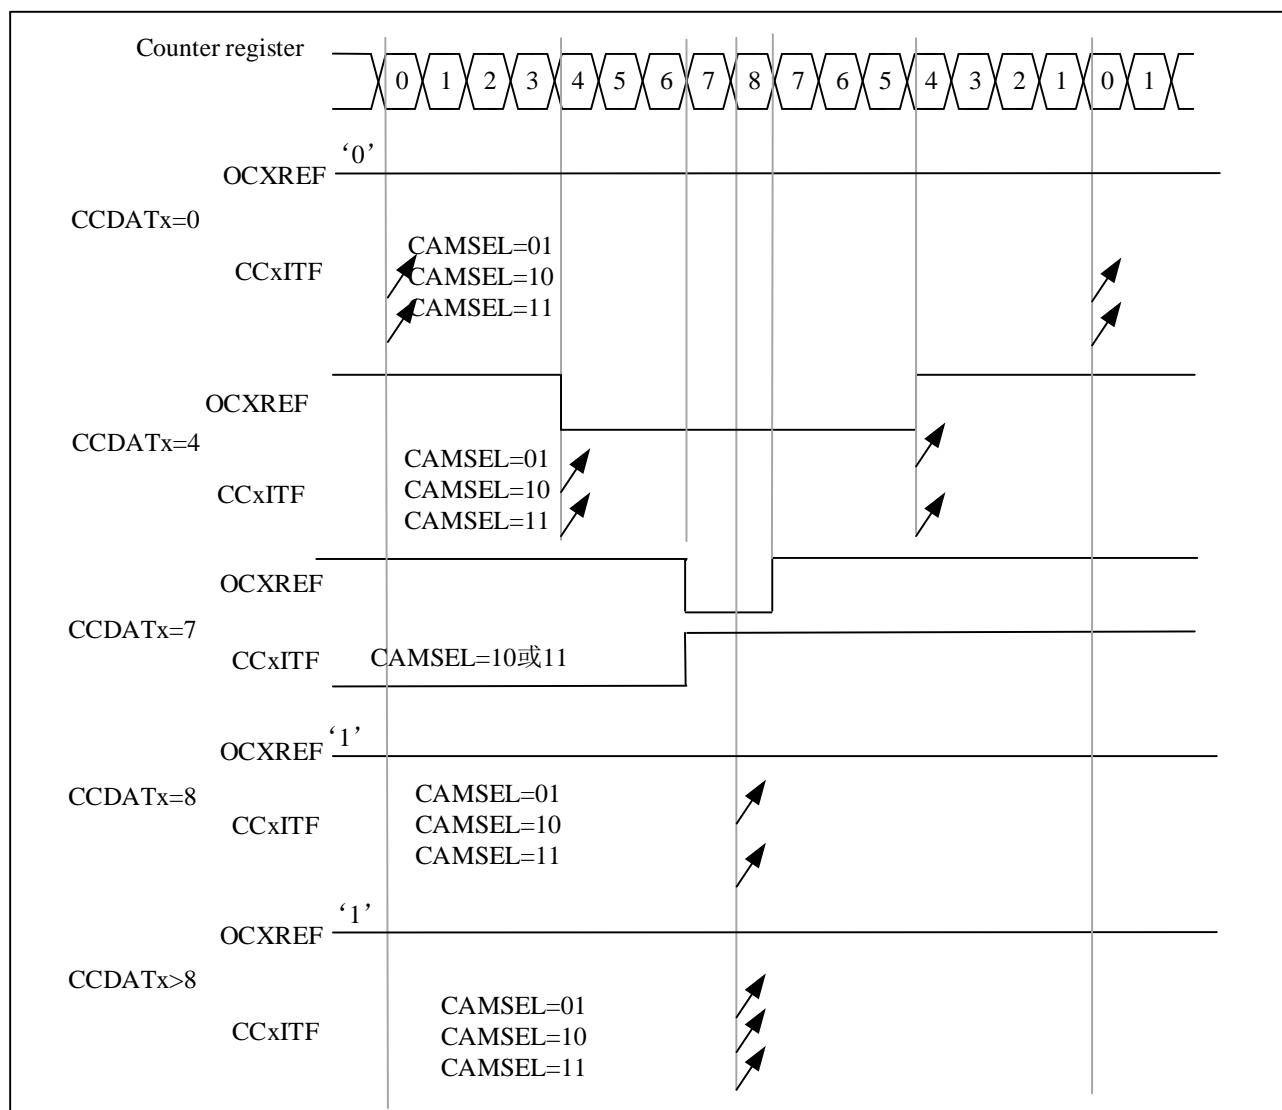 Counter register
0 1 2 3 4 5 6 7 8 7 6 5 4 3 2 1 0 1
‘0’
OCXREF
CCDATx=0
CAMSEL=01
CCxITF
CAMSEL=10
CAMSEL=11
OCXREF
CCDATx=4
CAMSEL=01
CCxITF
CAMSEL=10
CAMSEL=11
OCXREF
CCDATx=7
CCxITF
CAMSEL=10或11
‘1’
OCXREF
CCDATx=8
CAMSEL=01
CCxITF
CAMSEL=10
CAMSEL=11
‘1’
OCXREF
CCDATx>8
CAMSEL=01
CCxITF
CAMSEL=10
CAMSEL=11